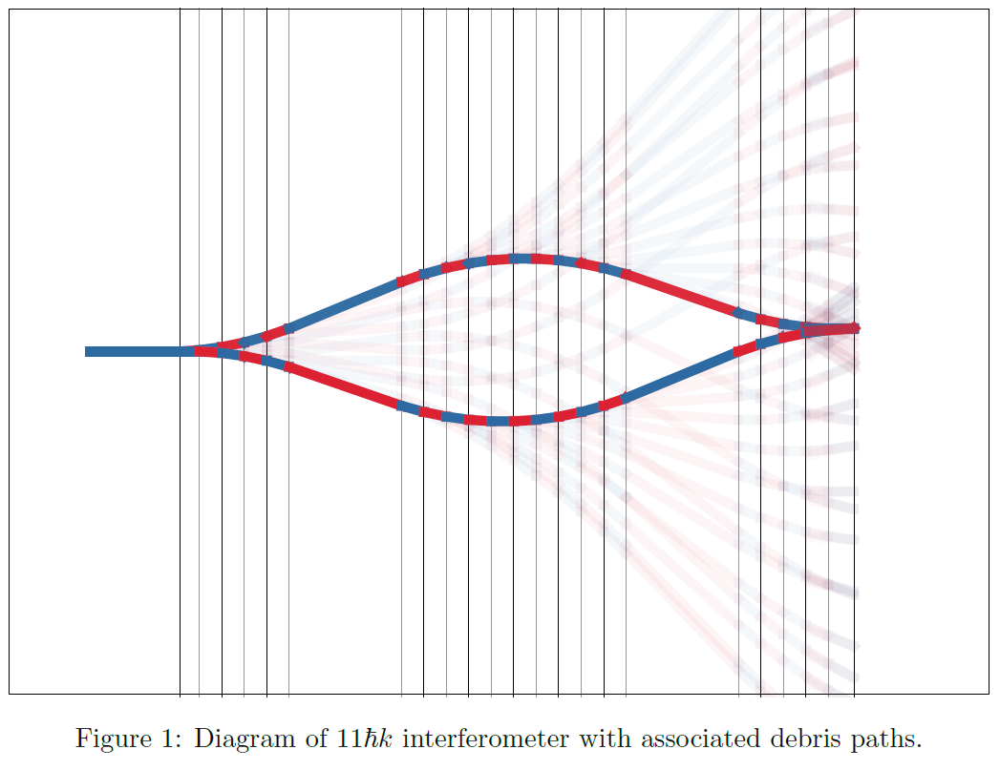 Figure 1: Diagram of 11ℏk interferometer with associated debris paths.